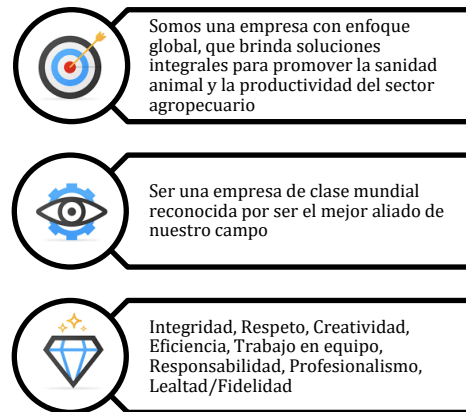 Somos una empresa con enfoque
global, que brinda soluciones
integrales para promover la sanidad
animal y la productividad del sector
agropecuario
Ser una empresa de clase mundial
reconocida por ser el mejor aliado de
nuestro campo
Integridad, Respeto, Creatividad,
Eficiencia, Trabajo en equipo,
Responsabilidad, Profesionalismo,
Lealtad/Fidelidad